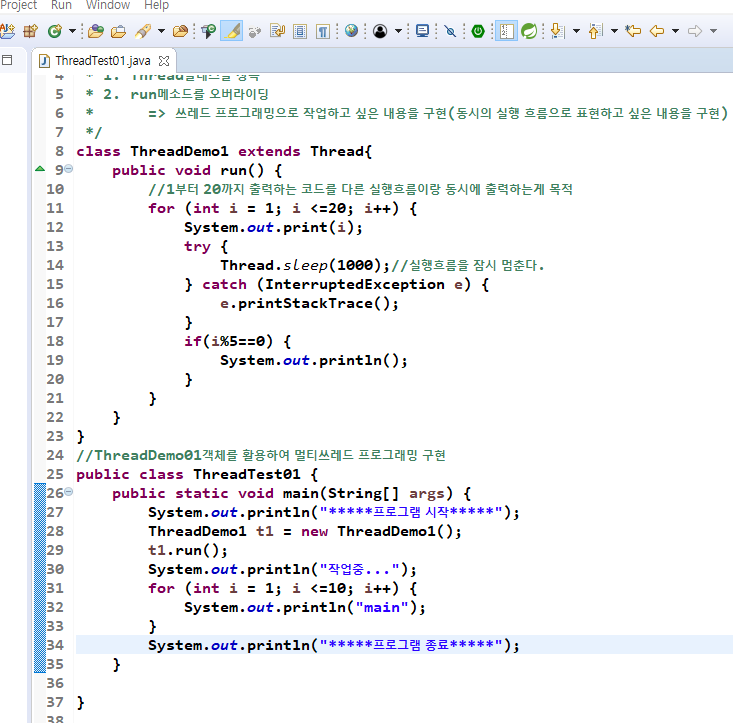 Project Run Window Help
ThreadTest01.java
4 * 1. Thread클래스를 상속
5 * 2. run메소드를 오버라이딩
6 * => 쓰레드 프로그래밍으로 작업하고 싶은 내용을 구현(동시의 실행 흐름으로 표현하고 싶은 내용을 구현)
7 */
8 class ThreadDemo1 extends Thread{
9 public void run() {
10 //1부터 20까지 출력하는 코드를 다른 실행흐름이랑 동시에 출력하는게 목적
11 for (int i = 1; i <=20; i++) {
12 System.out.print(i);
13 try {
14 Thread.sleep(1000);//실행흐름을 잠시 멈춘다.
15 } catch (InterruptedException e) {
16 e.printStackTrace();
17 }
18 if(i%5==0) {
19 System.out.println();
20 }
21 }
22 }
23 }
24 //ThreadDemo01객체를 활용하여 멀티쓰레드 프로그래밍 구현
25 public class ThreadTest01 {
26 public static void main(String[] args) {
27 System.out.println("*****프로그램 시작*****");
28 ThreadDemo1 t1 = new ThreadDemo1();
29 t1.run();
30 System.out.println("작업중...");
31 for (int i = 1; i <=10; i++) {
32 System.out.println("main");
33 }
34 System.out.println("*****프로그램 종료*****");
35 }
36
37 }
38